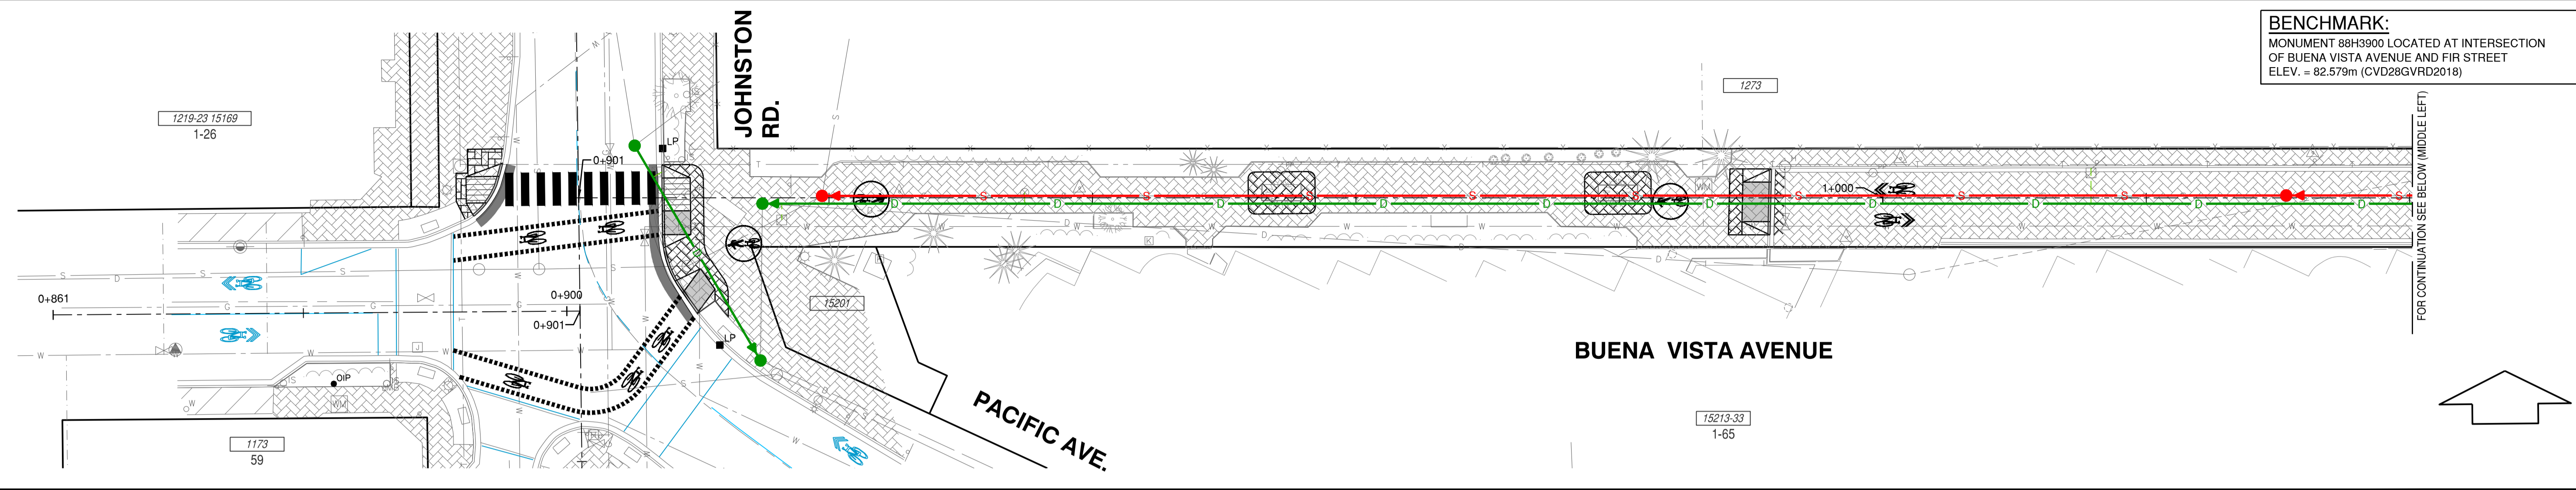 BENCHMARK:
MONUMENT 88H3900 LOCATED AT INTERSECTION
OF BUENA VISTA AVENUE AND FIR STREET
ELEV. = 82.579m (CVD28GVRD2018)
JOHNSTON
RD.
1219-23 15169
1-26
1273
LP
0+901
1+000
FOR CONTINUATION SEE BELOW (MIDDLE LEFT)
0+861
0+900
0+901
15201
LP
BUENA VISTA AVENUE
OIP
WM
WM
PACIFIC AVE.
15213-33
1-65
1173
59